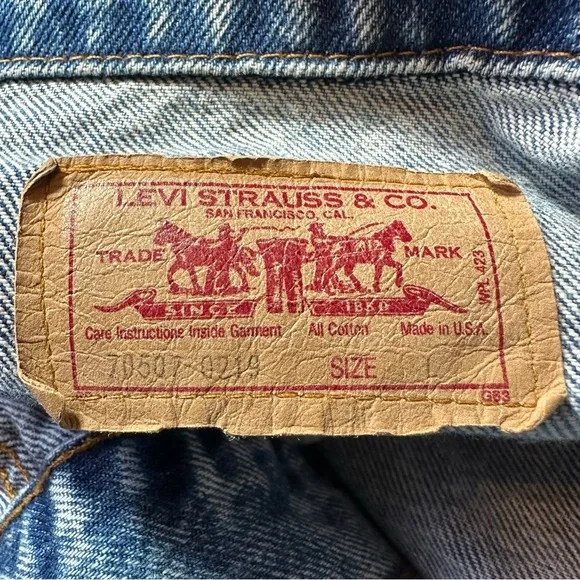 LEVI STRAUSS & CO.
SAN FRANCISCO, CAL.
TRADE MARK
SINCE 1850
WPL 423
Care Instructions Inside Garment All Cotton Made in U.S.A.
70507-0219 SIZE L
G63